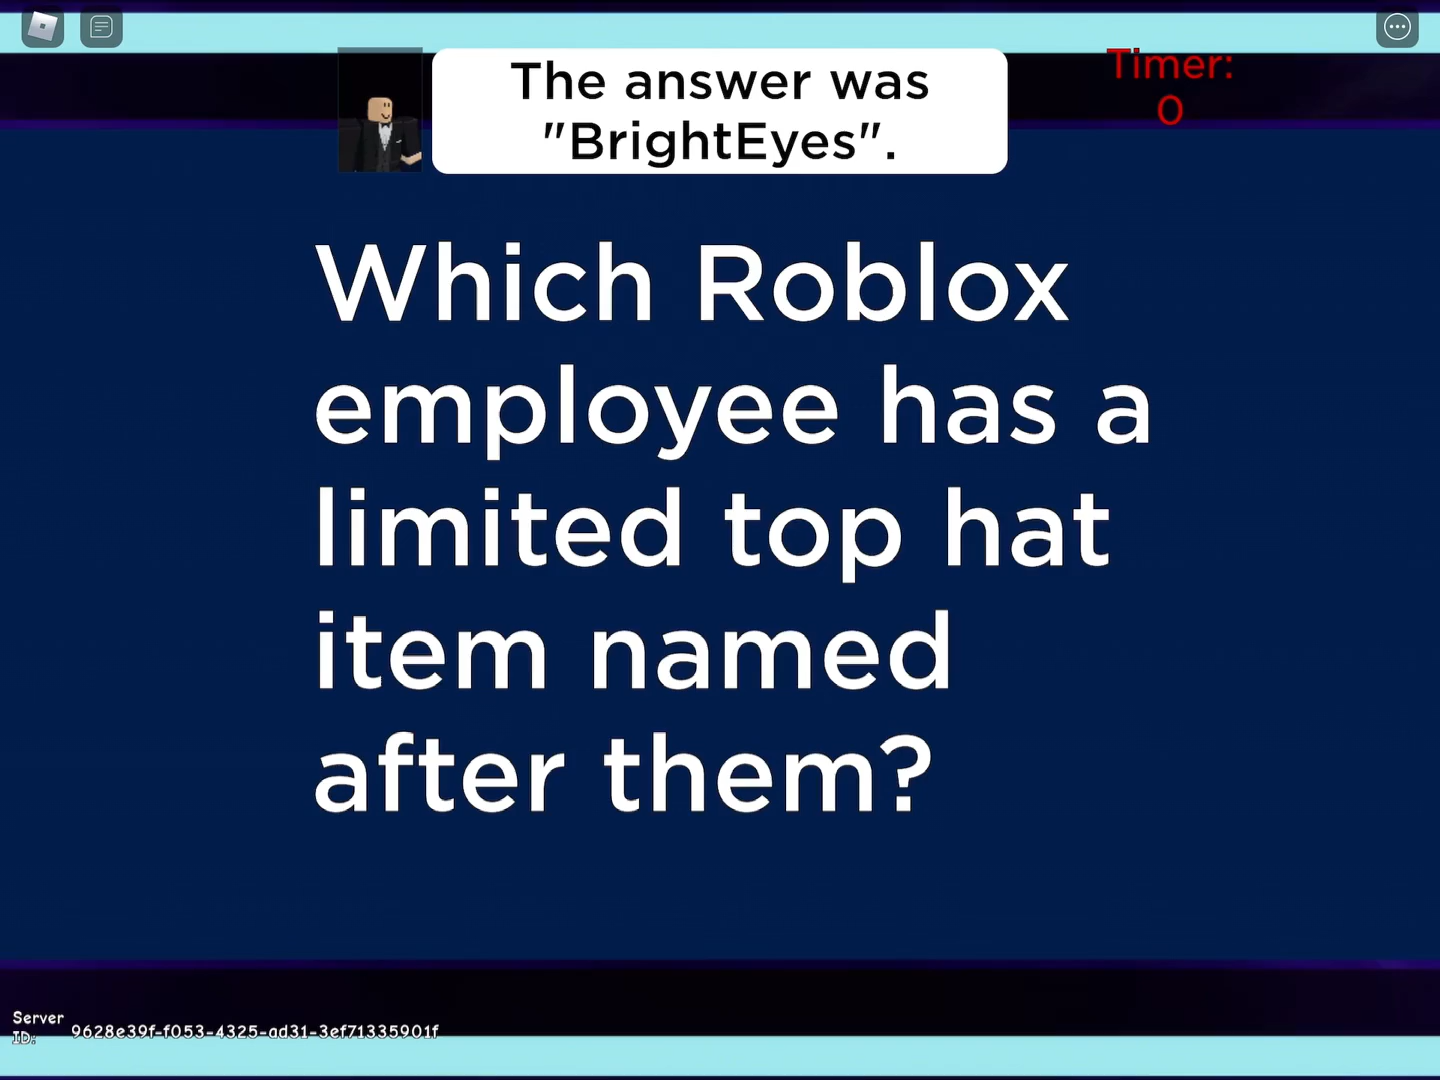 The answer was
"BrightEyes".
Timer:
0
Which Roblox
employee has a
limited top hat
item named
after them?
Server
ID:
9628e39f-f053-4325-ad31-3ef71335901f